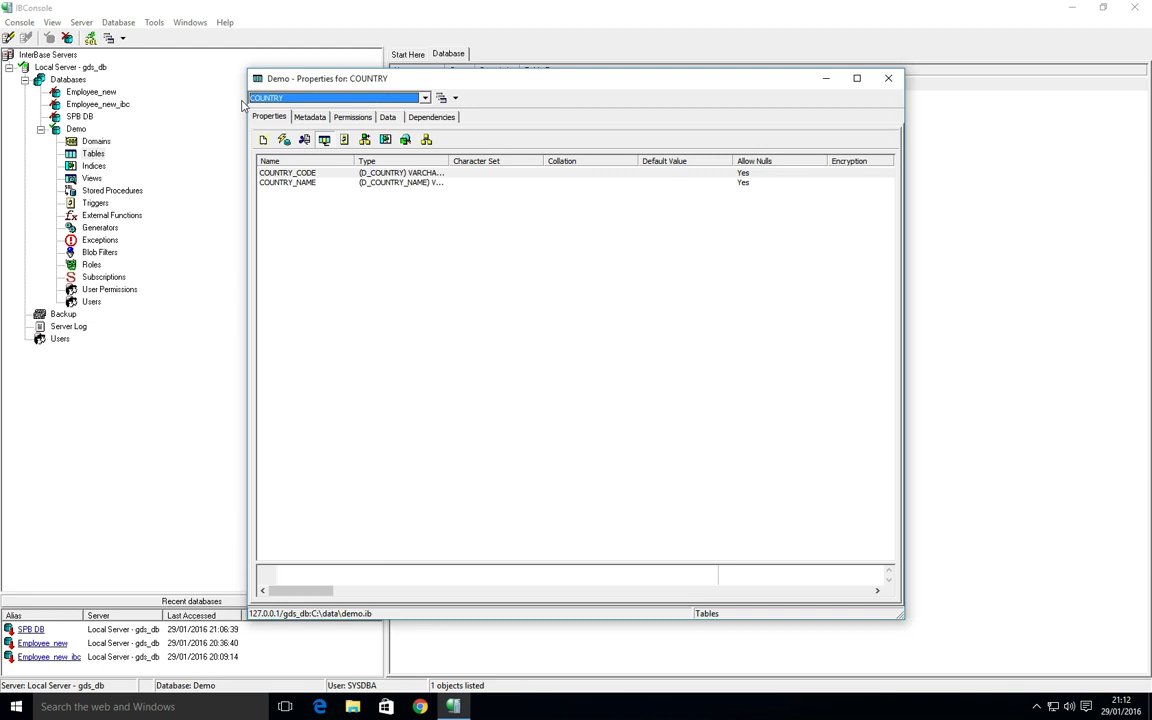 IBConsole
Console View Server Database Tools Windows Help
InterBase Servers
Local Server - gds_db
Databases
Employee_new
Employee_new_ibc
SPB DB
Demo
Domains
Tables
Indices
Views
Stored Procedures
Triggers
External Functions
Generators
Exceptions
Blob Filters
Roles
Subscriptions
User Permissions
Users
Backup
Server Log
Users
Start Here Database
Demo - Properties for: COUNTRY
COUNTRY
Properties Metadata Permissions Data Dependencies
Name Type Character Set Collation Default Value Allow Nulls Encryption
COUNTRY_CODE (D_COUNTRY) VARCHA... Yes
COUNTRY_NAME (D_COUNTRY_NAME) V... Yes
127.0.0.1/gds_db:C:\data\demo.ib Tables
Recent databases
Alias Server Last Accessed
SPB DB Local Server - gds_db 29/01/2016 21:06:39
Employee_new Local Server - gds_db 29/01/2016 20:36:40
Employee_new_ibc Local Server - gds_db 29/01/2016 20:09:14
Server: Local Server - gds_db Database: Demo User: SYSDBA 1 objects listed
Search the web and Windows
21:12
29/01/2016